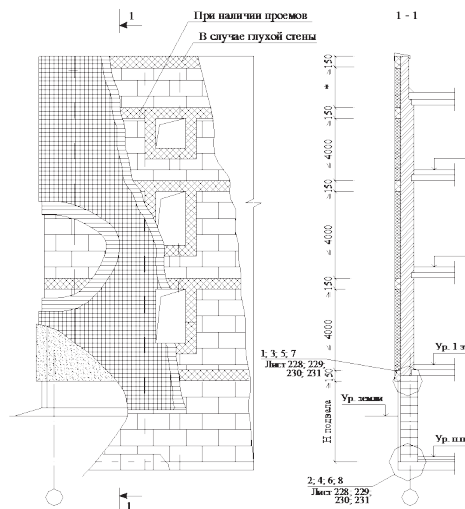 1
При наличии проемов
В случае глухой стены
1 - 1
≤ 150
*
≤ 150
≤ 4000
≤ 150
≤ 4000
≤ 150
≤ 4000
≤ 150
Н подвала
1; 3; 5; 7
Лист 228; 229;
230; 231
Ур. 1 э
Ур. земли
Ур. п.п
2; 4; 6; 8
Лист 228; 229;
230; 231
1